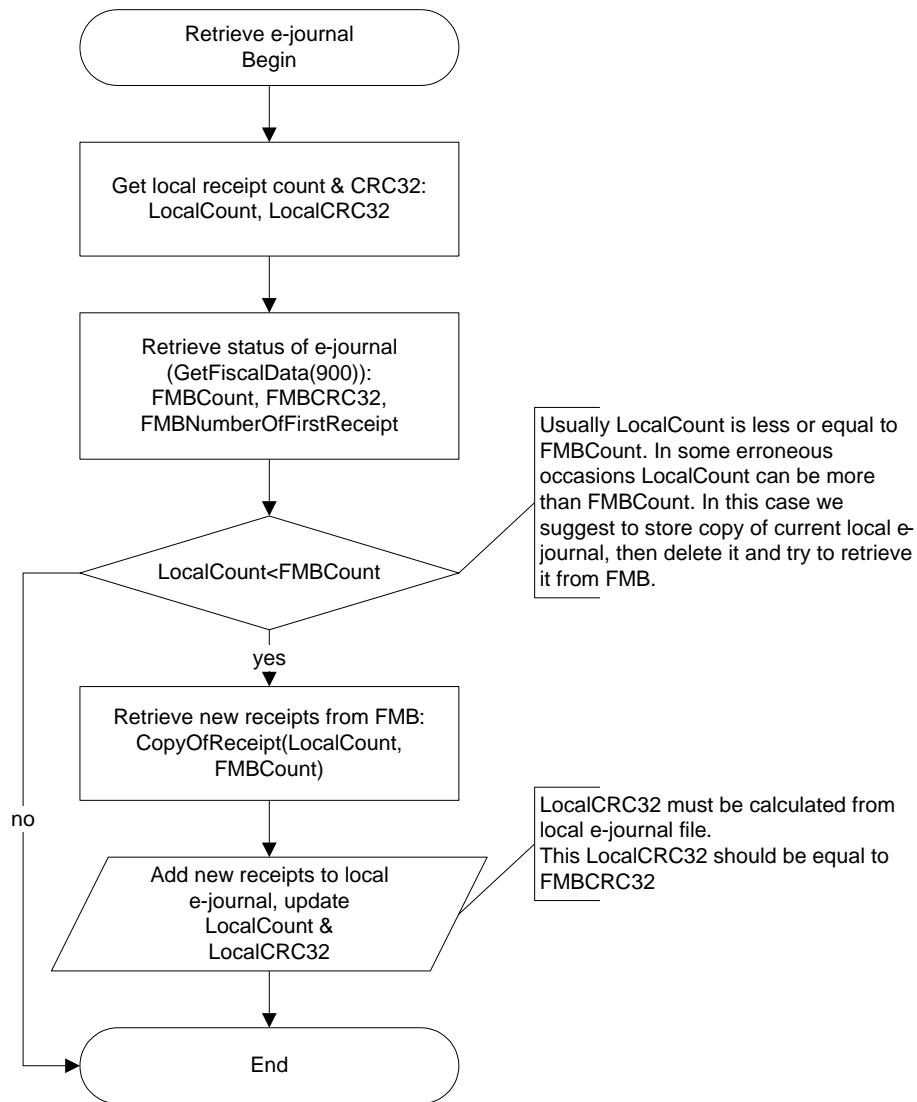 Retrieve e-journal
Begin
Get local receipt count & CRC32:
LocalCount, LocalCRC32
Retrieve status of e-journal
(GetFiscalData(900)):
FMBCount, FMBCRC32,
FMBNumberOfFirstReceipt
Usually LocalCount is less or equal to
FMBCount. In some erroneous
occasions LocalCount can be more
than FMBCount. In this case we
suggest to store copy of current local e-
journal, then delete it and try to retrieve
it from FMB.
LocalCount<FMBCount
yes
Retrieve new receipts from FMB:
CopyOfReceipt(LocalCount,
FMBCount)
no
LocalCRC32 must be calculated from
local e-journal file.
This LocalCRC32 should be equal to
FMBCRC32
Add new receipts to local
e-journal, update
LocalCount &
LocalCRC32
End